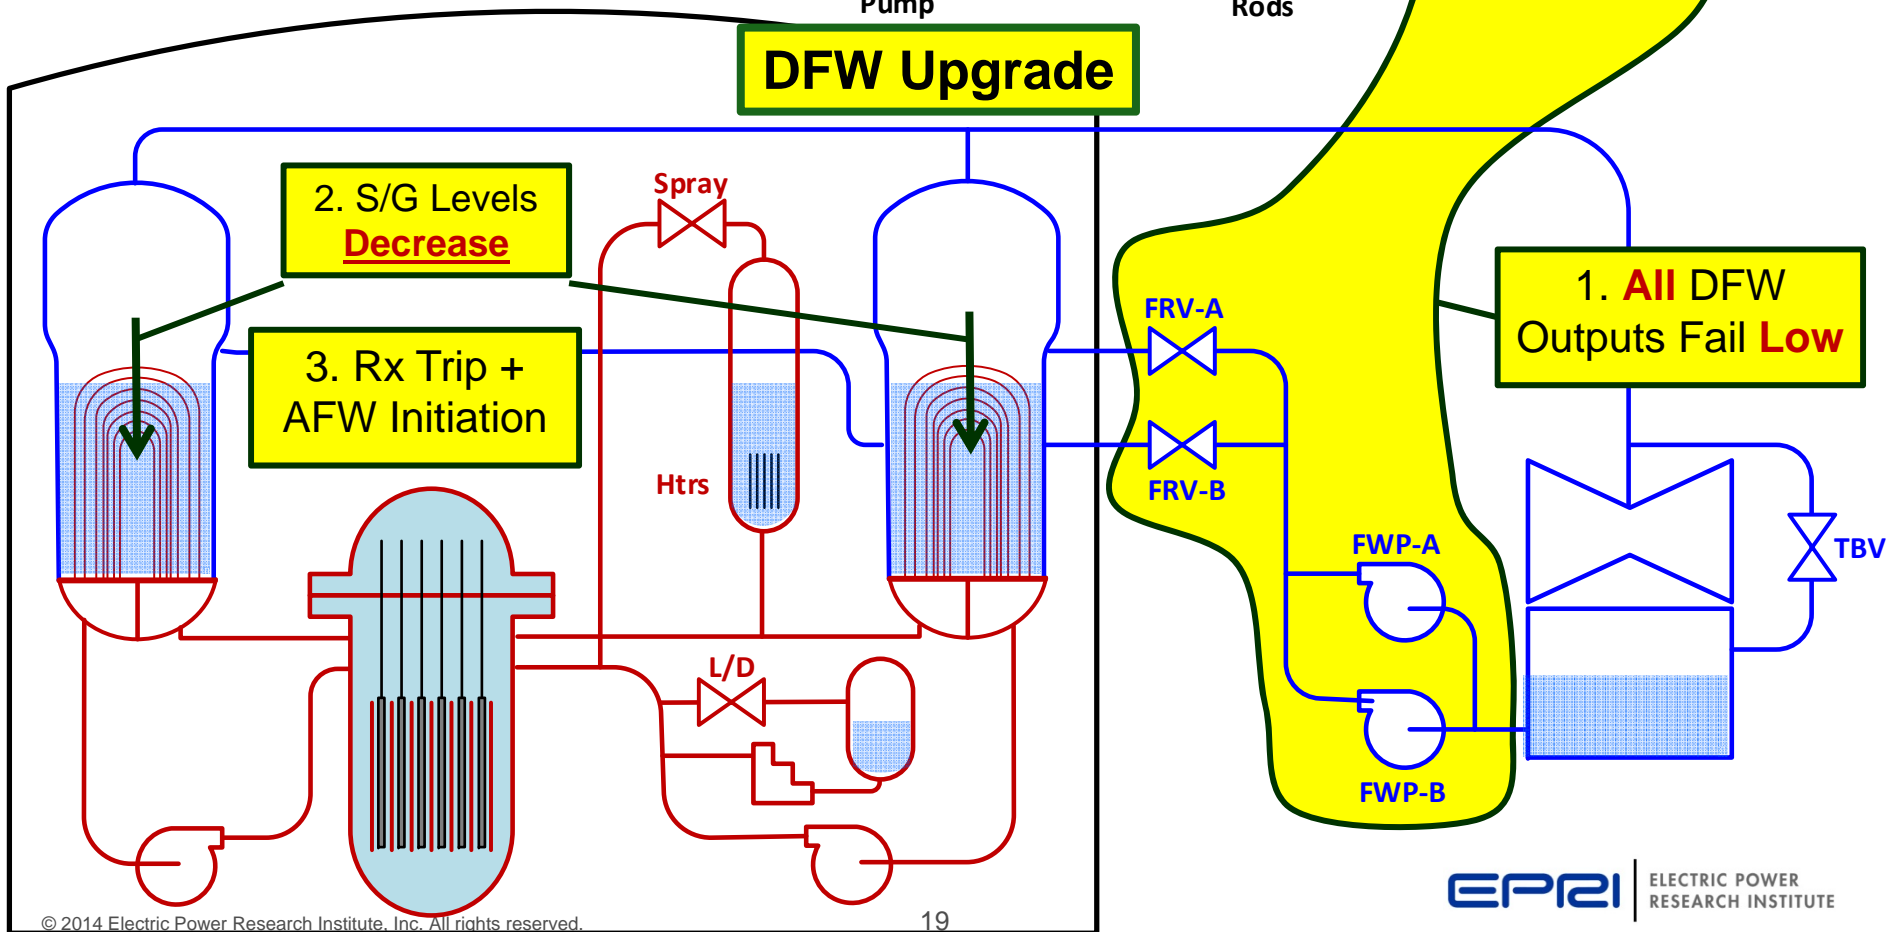 Pump
Rods
DFW Upgrade
2. S/G Levels
Decrease
Spray
1. All DFW
Outputs Fail Low
FRV-A
3. Rx Trip +
AFW Initiation
Htrs
FRV-B
FWP-A
TBV
L/D
FWP-B
EPRI
ELECTRIC POWER
RESEARCH INSTITUTE
© 2014 Electric Power Research Institute, Inc. All rights reserved.
19